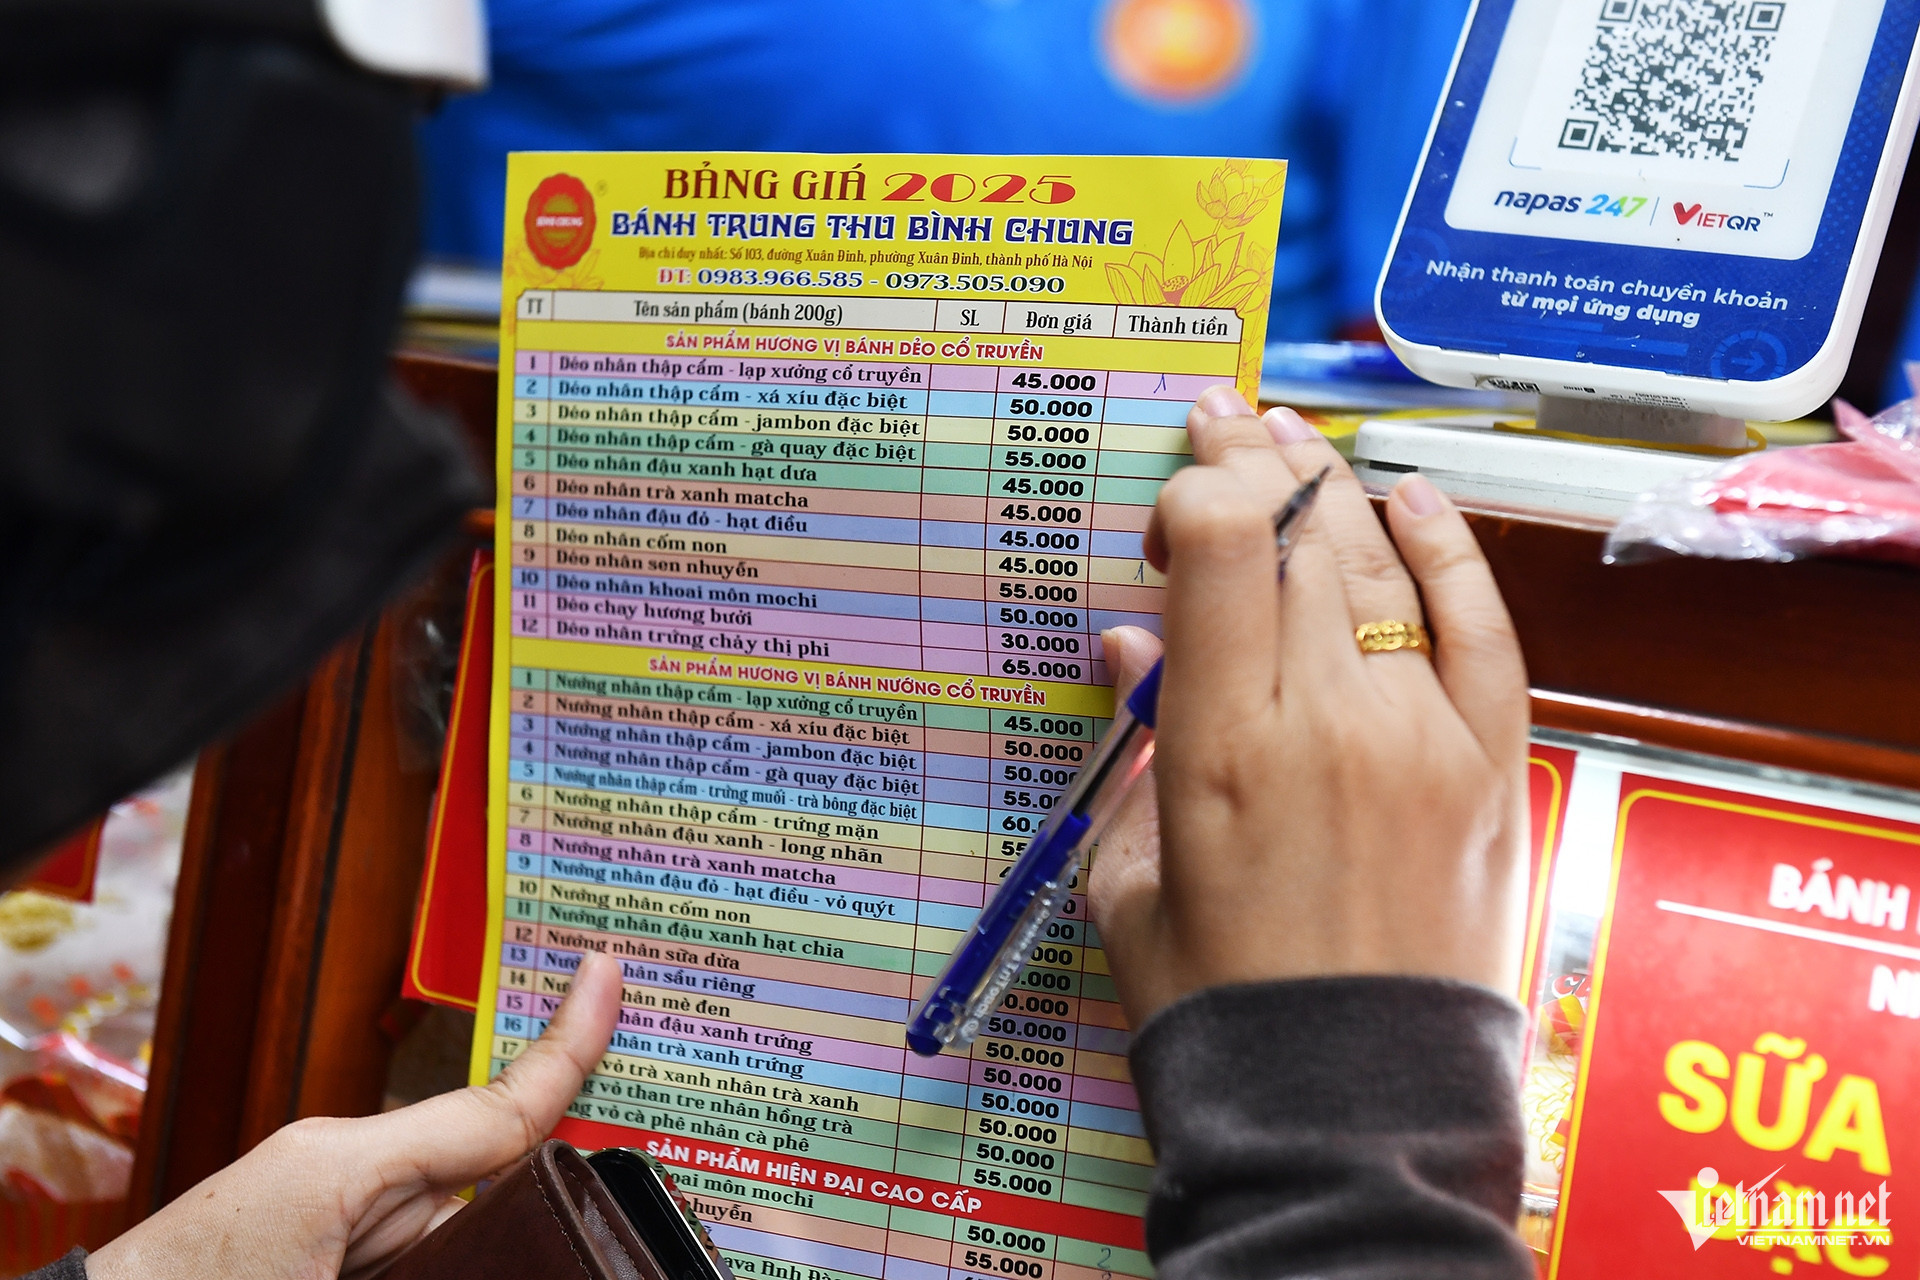 BẢNG GIÁ 2025
BÁNH TRUNG THU BÌNH CHUNG
Địa chỉ duy nhất: Số 103, đường Xuân Đỉnh, phường Xuân Đỉnh, thành phố Hà Nội
ĐT: 0983.966.585 - 0973.505.090
BÌNH CHUNG
TT Tên sản phẩm (bánh 200g) SL Đơn giá Thành tiền
SẢN PHẨM HƯƠNG VỊ BÁNH DẺO CỔ TRUYỀN
1 Dẻo nhân thập cẩm - lạp xưởng cổ truyền 45.000 1
2 Dẻo nhân thập cẩm - xá xíu đặc biệt 50.000
3 Dẻo nhân thập cẩm - jambon đặc biệt 50.000
4 Dẻo nhân thập cẩm - gà quay đặc biệt 55.000
5 Dẻo nhân đậu xanh hạt dưa 45.000
6 Dẻo nhân trà xanh matcha 45.000
7 Dẻo nhân đậu đỏ - hạt điều 45.000
8 Dẻo nhân cốm non 45.000 1
9 Dẻo nhân sen nhuyễn 55.000
10 Dẻo nhân khoai môn mochi 50.000
11 Dẻo chay hương bưởi 30.000
12 Dẻo nhân trứng chảy thị phi 65.000
SẢN PHẨM HƯƠNG VỊ BÁNH NƯỚNG CỔ TRUYỀN
1 Nướng nhân thập cẩm - lạp xưởng cổ truyền 45.000
2 Nướng nhân thập cẩm - xá xíu đặc biệt 50.000
3 Nướng nhân thập cẩm - jambon đặc biệt 50.000
4 Nướng nhân thập cẩm - gà quay đặc biệt 55.0
5 Nướng nhân thập cẩm - trứng muối - trà bông đặc biệt 60.
6 Nướng nhân thập cẩm - trứng mặn 55
7 Nướng nhân đậu xanh - long nhãn
8 Nướng nhân trà xanh matcha 0
9 Nướng nhân đậu đỏ - hạt điều - vỏ quýt 00
10 Nướng nhân cốm non 000
11 Nướng nhân đậu xanh hạt chia .000
12 Nướng nhân sữa dừa 0.000
13 Nướ hân sầu riêng 50.000
14 Nư hân mè đen 50.000
15 hân đậu xanh trứng 50.000
16 hân trà xanh trứng 50.000
17 vỏ trà xanh nhân trà xanh 50.000
g vỏ than tre nhân hồng trà 50.000
ng vỏ cà phê nhân cà phê 55.000
SẢN PHẨM HIỆN ĐẠI CAO CẤP
oai môn mochi 50.000 2
huyễn 55.000
napas 247 | VIETQR™
Nhận thanh toán chuyển khoản
từ mọi ứng dụng
BÁNH
SỮA
vietnamnet
VIETNAMNET.VN